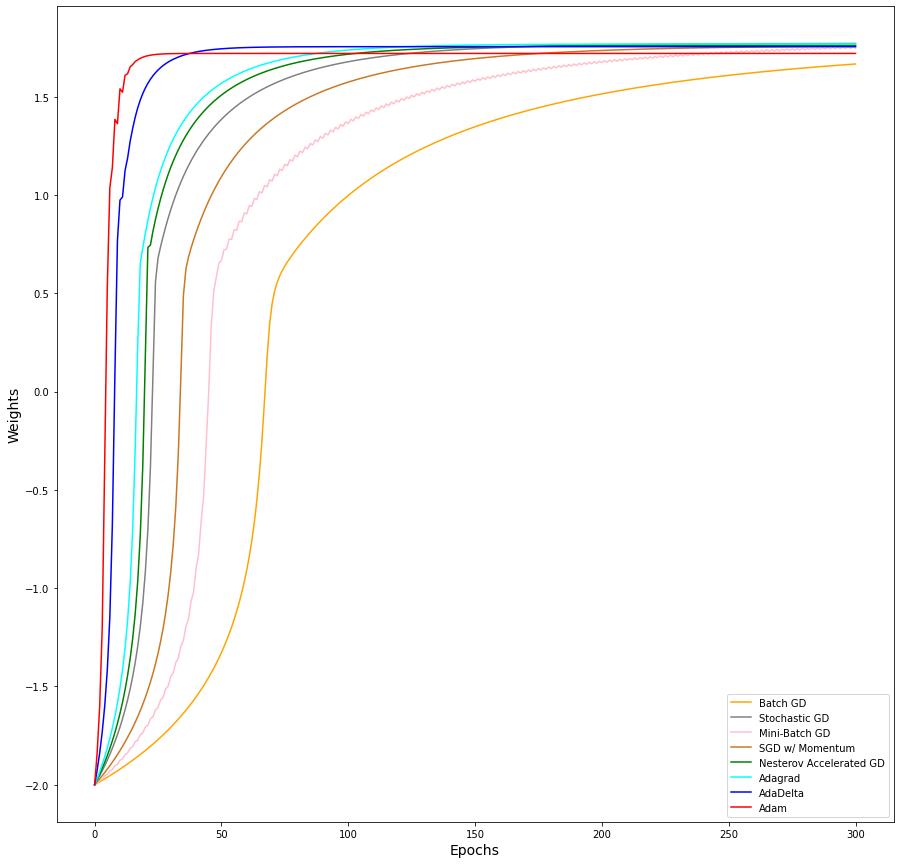 1.5
1.0
0.5
0.0
−0.5
−1.0
−1.5
−2.0
Weights
0 50 100 150 200 250 300
Epochs
Batch GD
Stochastic GD
Mini-Batch GD
SGD w/ Momentum
Nesterov Accelerated GD
Adagrad
AdaDelta
Adam